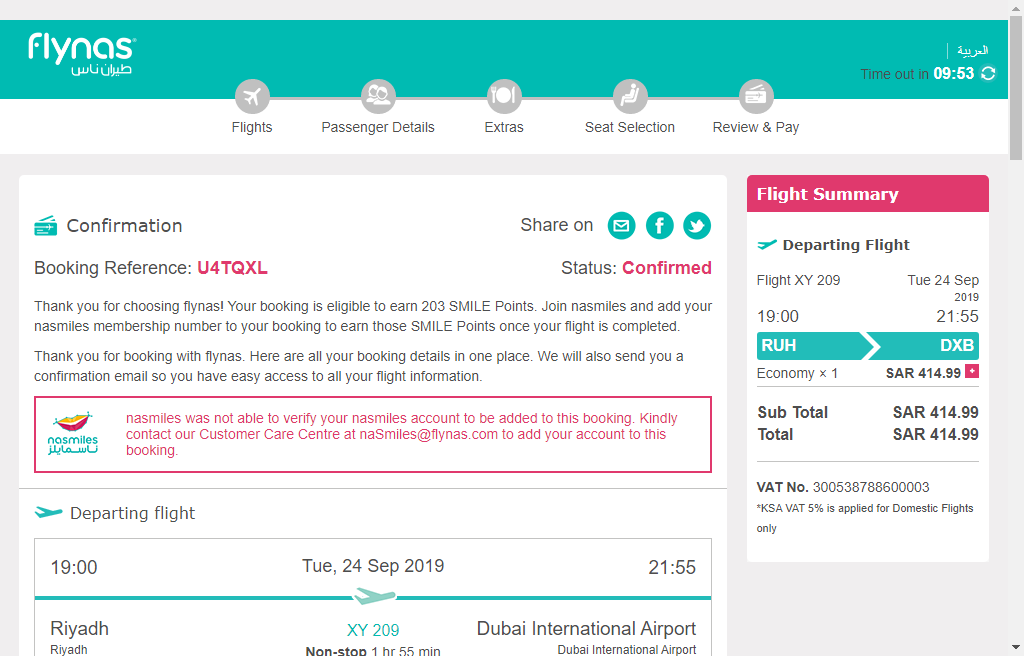 flynas
طيران ناس
العربية
Time out in 09:53
Flights
Passenger Details
Extras
Seat Selection
Review & Pay
Confirmation
Share on
Booking Reference: U4TQXL
Status: Confirmed
Thank you for choosing flynas! Your booking is eligible to earn 203 SMILE Points. Join nasmiles and add your
nasmiles membership number to your booking to earn those SMILE Points once your flight is completed.
Thank you for booking with flynas. Here are all your booking details in one place. We will also send you a
confirmation email so you have easy access to all your flight information.
nasmiles
ناسمايلز
nasmiles was not able to verify your nasmiles account to be added to this booking. Kindly
contact our Customer Care Centre at naSmiles@flynas.com to add your account to this
booking.
Departing flight
19:00
Tue, 24 Sep 2019
21:55
Riyadh
XY 209
Dubai International Airport
Riyadh
Non-stop 1 hr 55 min
Dubai International Airport
Flight Summary
Departing Flight
Flight XY 209
Tue 24 Sep
2019
19:00
21:55
RUH
DXB
Economy × 1
SAR 414.99
Sub Total
SAR 414.99
Total
SAR 414.99
VAT No. 300538788600003
*KSA VAT 5% is applied for Domestic Flights
only